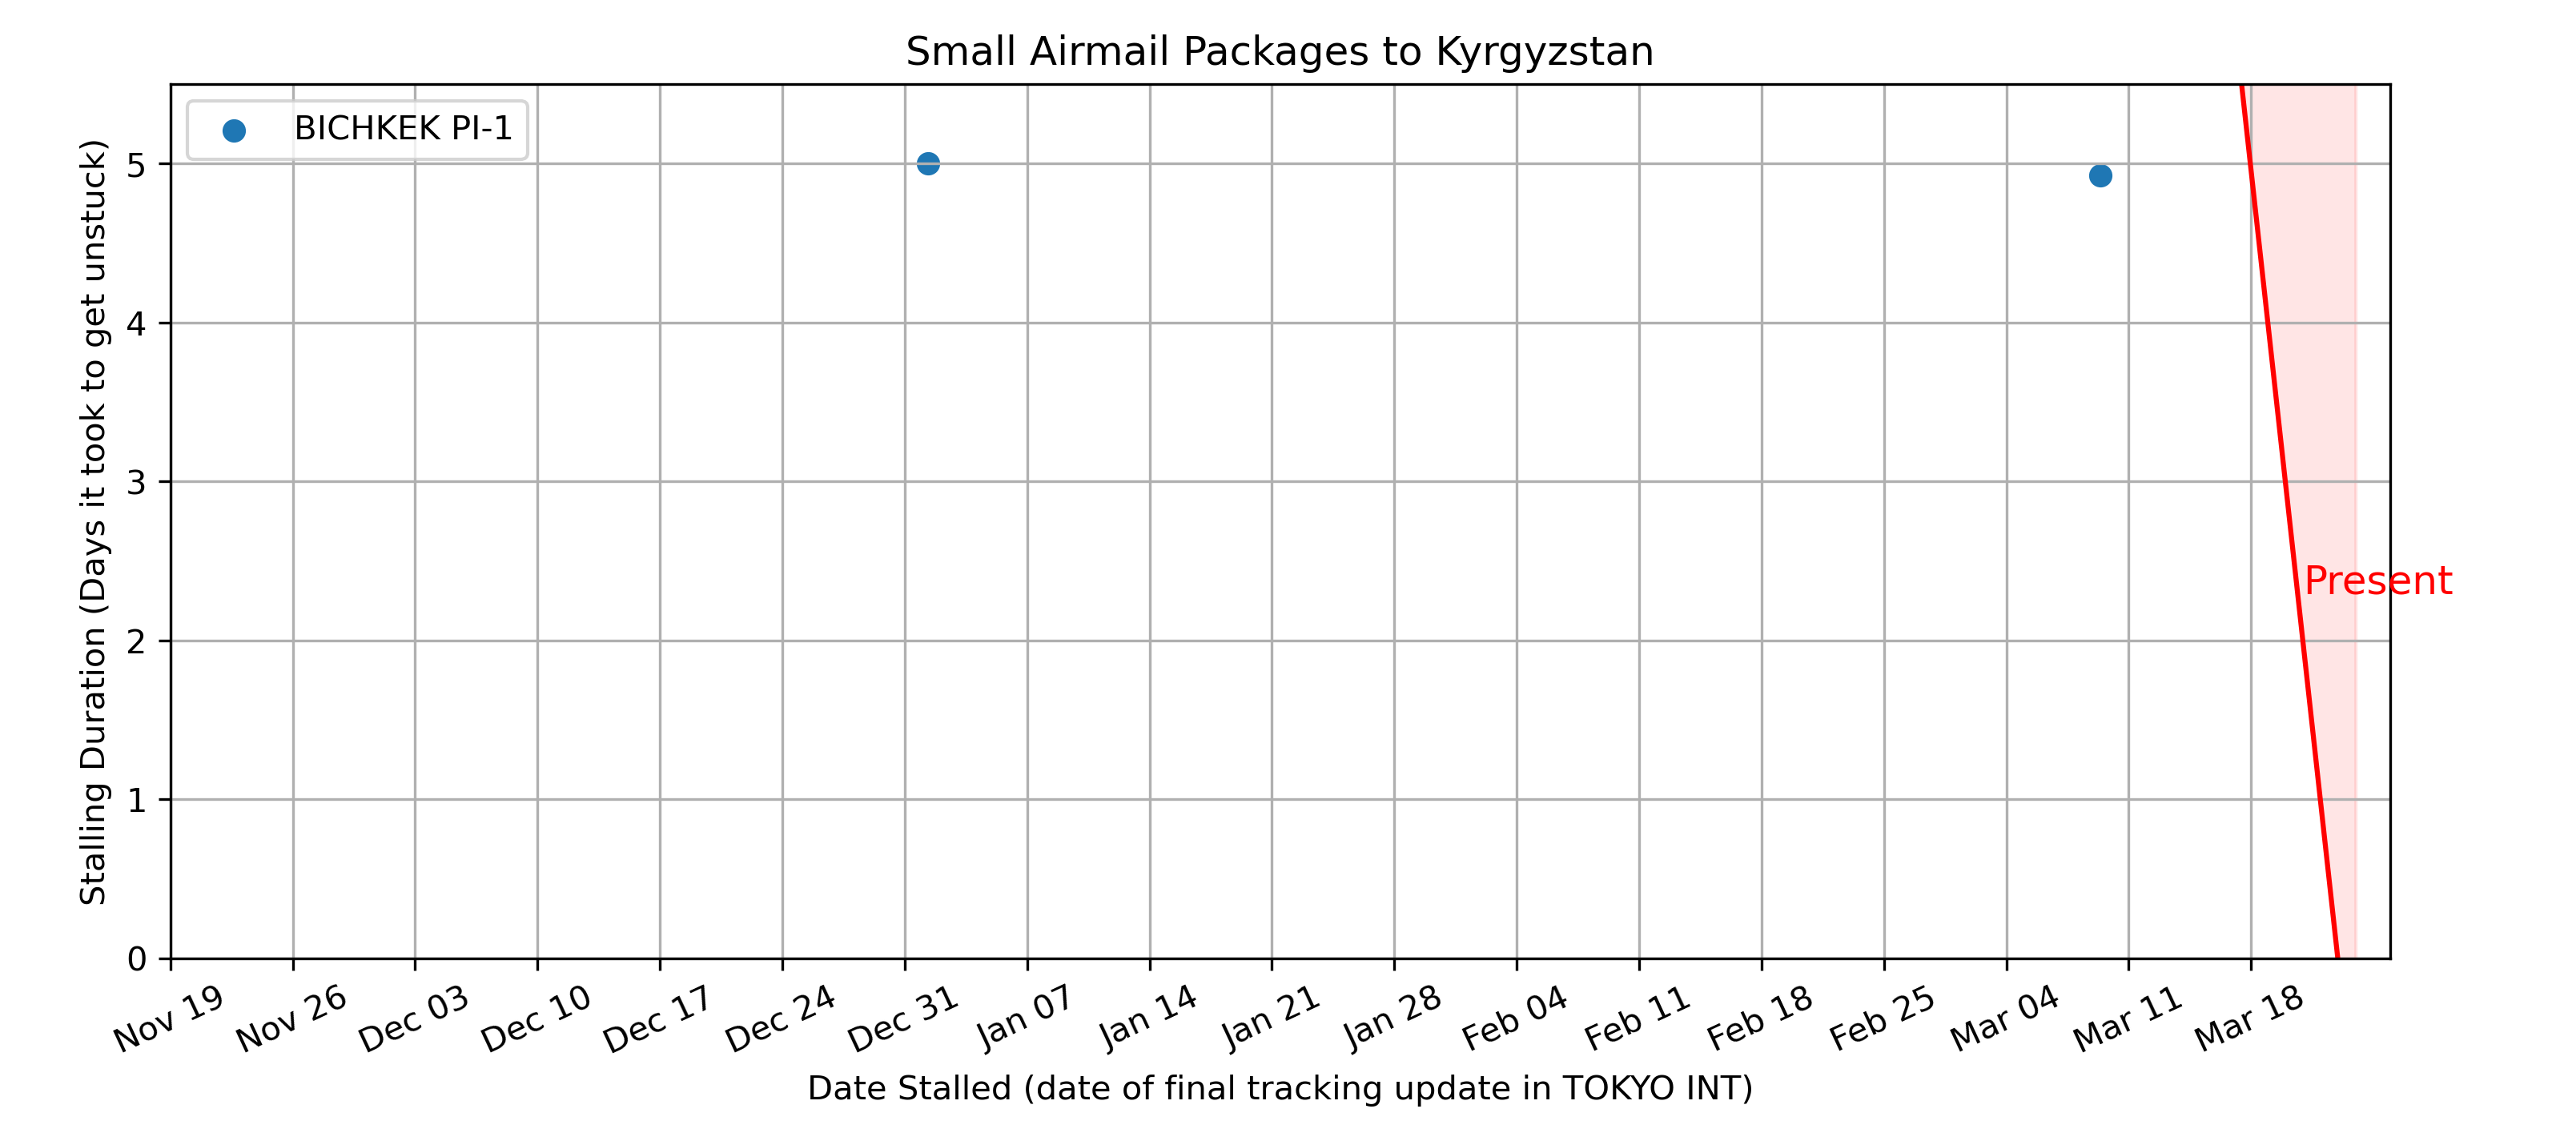 Small Airmail Packages to Kyrgyzstan
BICHKEK PI-1
Stalling Duration (Days it took to get unstuck)
5
4
3
2
1
0
Present
Nov 19
Nov 26
Dec 03
Dec 10
Dec 17
Dec 24
Dec 31
Jan 07
Jan 14
Jan 21
Jan 28
Feb 04
Feb 11
Feb 18
Feb 25
Mar 04
Mar 11
Mar 18
Date Stalled (date of final tracking update in TOKYO INT)